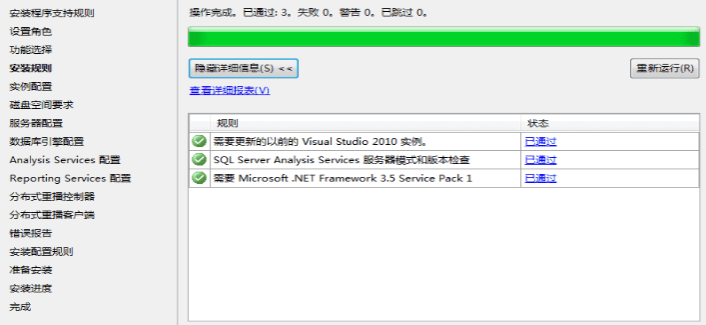 安装程序支持规则
设置角色
功能选择
安装规则
实例配置
磁盘空间要求
服务器配置
数据库引擎配置
Analysis Services 配置
Reporting Services 配置
分布式重播控制器
分布式重播客户端
错误报告
安装配置规则
准备安装
安装进度
完成
操作完成。已通过: 3。失败 0。警告 0。已跳过 0。
隐藏详细信息(S) <<
重新运行(R)
查看详细报表(V)
规则 状态
需要更新的以前的 Visual Studio 2010 实例。 已通过
SQL Server Analysis Services 服务器模式和版本检查 已通过
需要 Microsoft .NET Framework 3.5 Service Pack 1 已通过